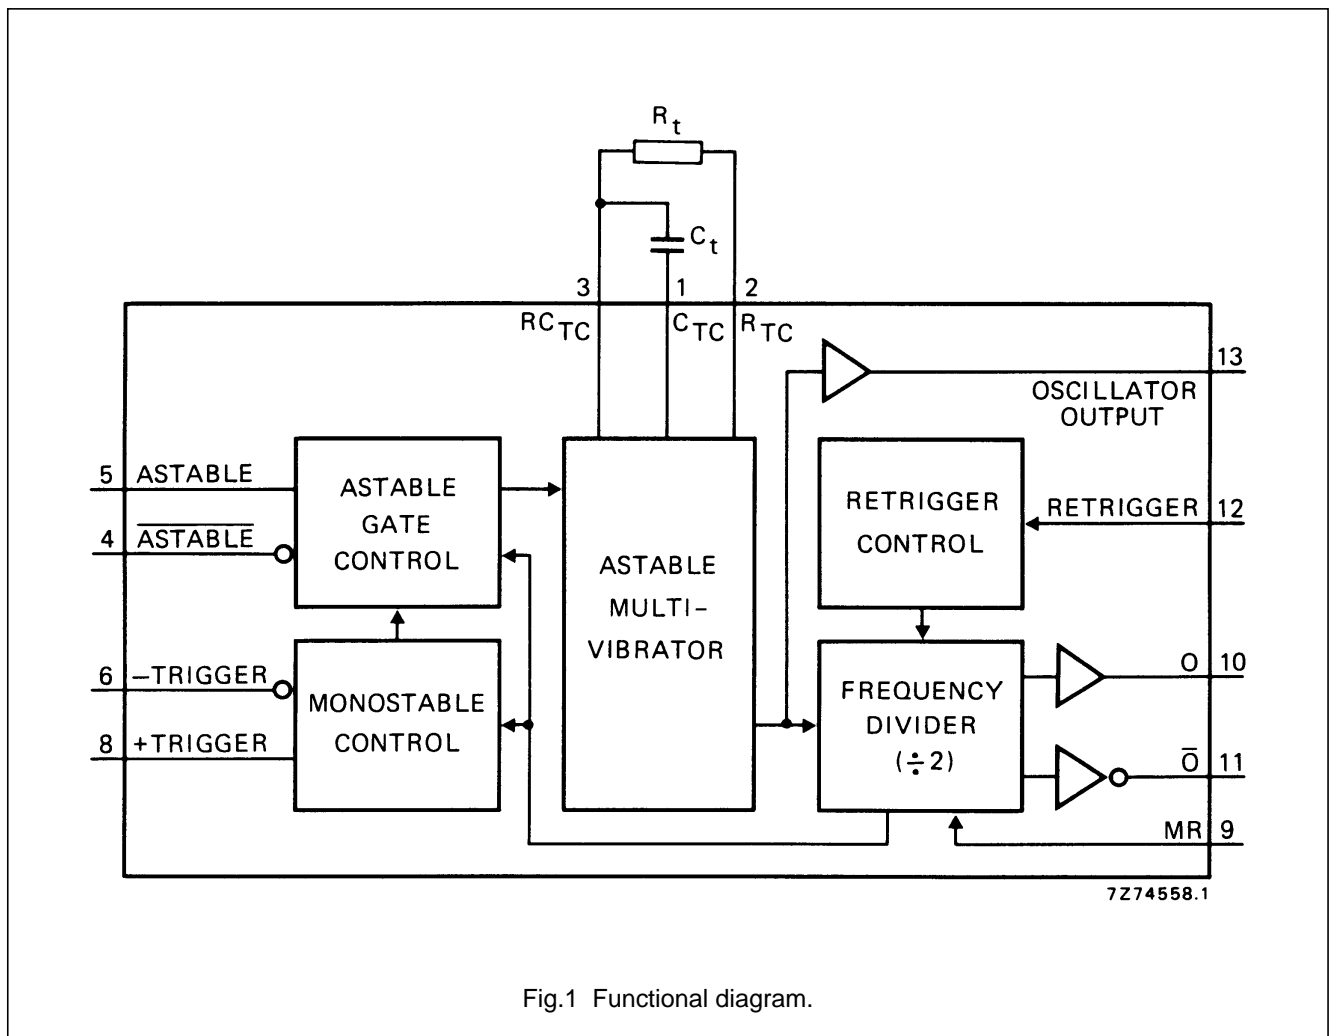 Rt
Ct
3 1 2
RCTC CTC RTC
13
OSCILLATOR
OUTPUT
5 ASTABLE
4 A̅S̅T̅A̅B̅L̅E̅
ASTABLE
GATE
CONTROL
RETRIGGER
CONTROL
RETRIGGER 12
ASTABLE
MULTI-
VIBRATOR
6 –TRIGGER
8 +TRIGGER
MONOSTABLE
CONTROL
FREQUENCY
DIVIDER
(÷2)
O 10
O̅ 11
MR 9
7Z74558.1
Fig.1 Functional diagram.